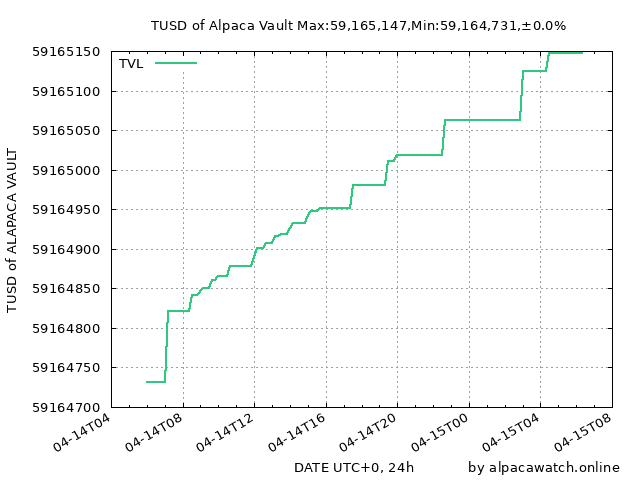 TUSD of Alpaca Vault Max:59,165,147,Min:59,164,731,±0.0%
TVL
59165150
59165100
59165050
59165000
59164950
59164900
59164850
59164800
59164750
59164700
TUSD of ALAPACA VAULT
04-14T04
04-14T08
04-14T12
04-14T16
04-14T20
04-15T00
04-15T04
04-15T08
DATE UTC+0, 24h
by alpacawatch.online